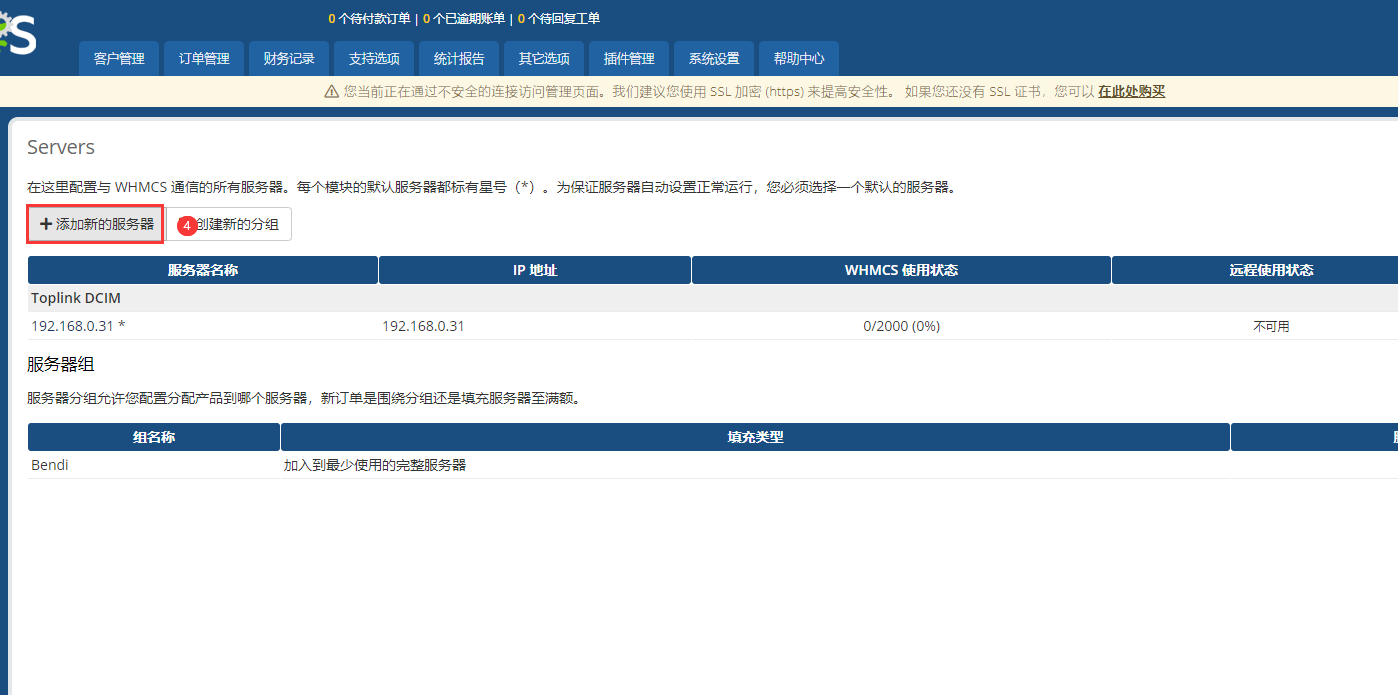 S
0 个待付款订单 | 0 个已逾期账单 | 0 个待回复工单
客户管理 订单管理 财务记录 支持选项 统计报告 其它选项 插件管理 系统设置 帮助中心
您当前正在通过不安全的连接访问管理页面。我们建议您使用 SSL 加密 (https) 来提高安全性。 如果您还没有 SSL 证书，您可以 在此处购买
Servers
在这里配置与 WHMCS 通信的所有服务器。每个模块的默认服务器都标有星号（*）。为保证服务器自动设置正常运行，您必须选择一个默认的服务器。
+ 添加新的服务器 4 创建新的分组
服务器名称 IP 地址 WHMCS 使用状态 远程使用状态
Toplink DCIM
192.168.0.31 * 192.168.0.31 0/2000 (0%) 不可用
服务器组
服务器分组允许您配置分配产品到哪个服务器，新订单是围绕分组还是填充服务器至满额。
组名称 填充类型
Bendi 加入到最少使用的完整服务器